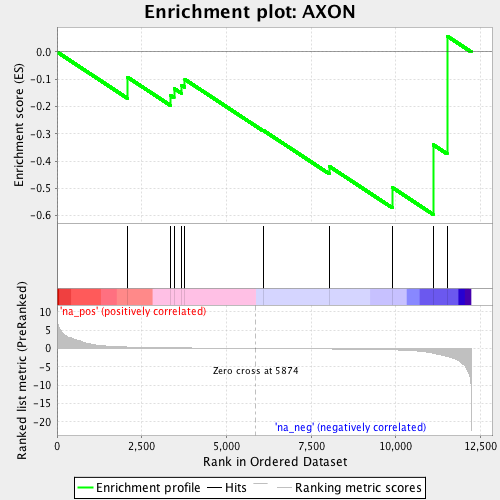 Enrichment plot: AXON
Enrichment score (ES)
0.0
-0.1
-0.2
-0.3
-0.4
-0.5
-0.6
'na_pos' (positively correlated)
Ranked list metric (PreRanked)
10
5
0
-5
-10
-15
-20
Zero cross at 5874
'na_neg' (negatively correlated)
0
2,500
5,000
7,500
10,000
12,500
Rank in Ordered Dataset
Enrichment profile
Hits
Ranking metric scores